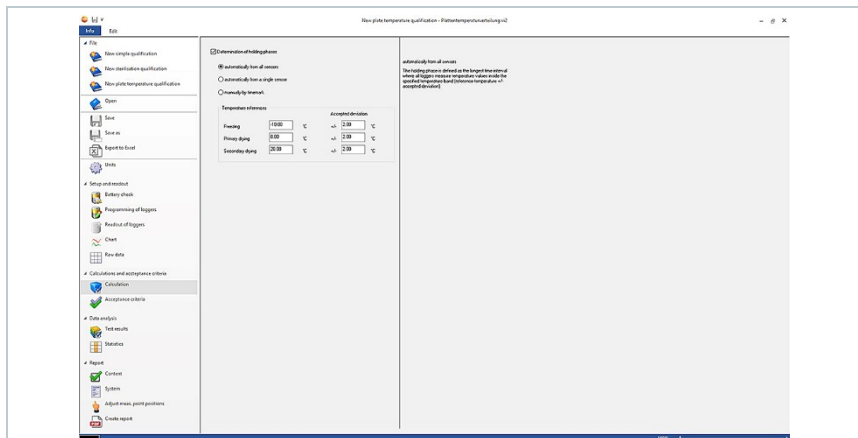 New plate temperature qualification - Plattentemperaturverteilung.vi2
Info
Edit
File
New simple qualification
New sterilisation qualification
New plate temperature qualification
Open
Save
Save as
Export to Excel
Units
Setup and readout
Battery check
Programming of loggers
Readout of loggers
Chart
Raw data
Calculations and acceptance criteria
Calculation
Acceptance criteria
Data analysis
Test results
Statistics
Report
Content
System
Adjust meas. point positions
Create report
PDF
Determination of holding phases
automatically from all sensors
automatically from a single sensor
manually by timemark
Temperature references
Accepted deviation
Freezing -10.00 °C +/- 2.00 °C
Primary drying 0.00 °C +/- 2.00 °C
Secondary drying 20.00 °C +/- 2.00 °C
automatically from all sensors
The holding phase is defined as the longest time interval
where all loggers measure temperature values inside the
specified temperature band (reference temperature +/-
accepted deviation)